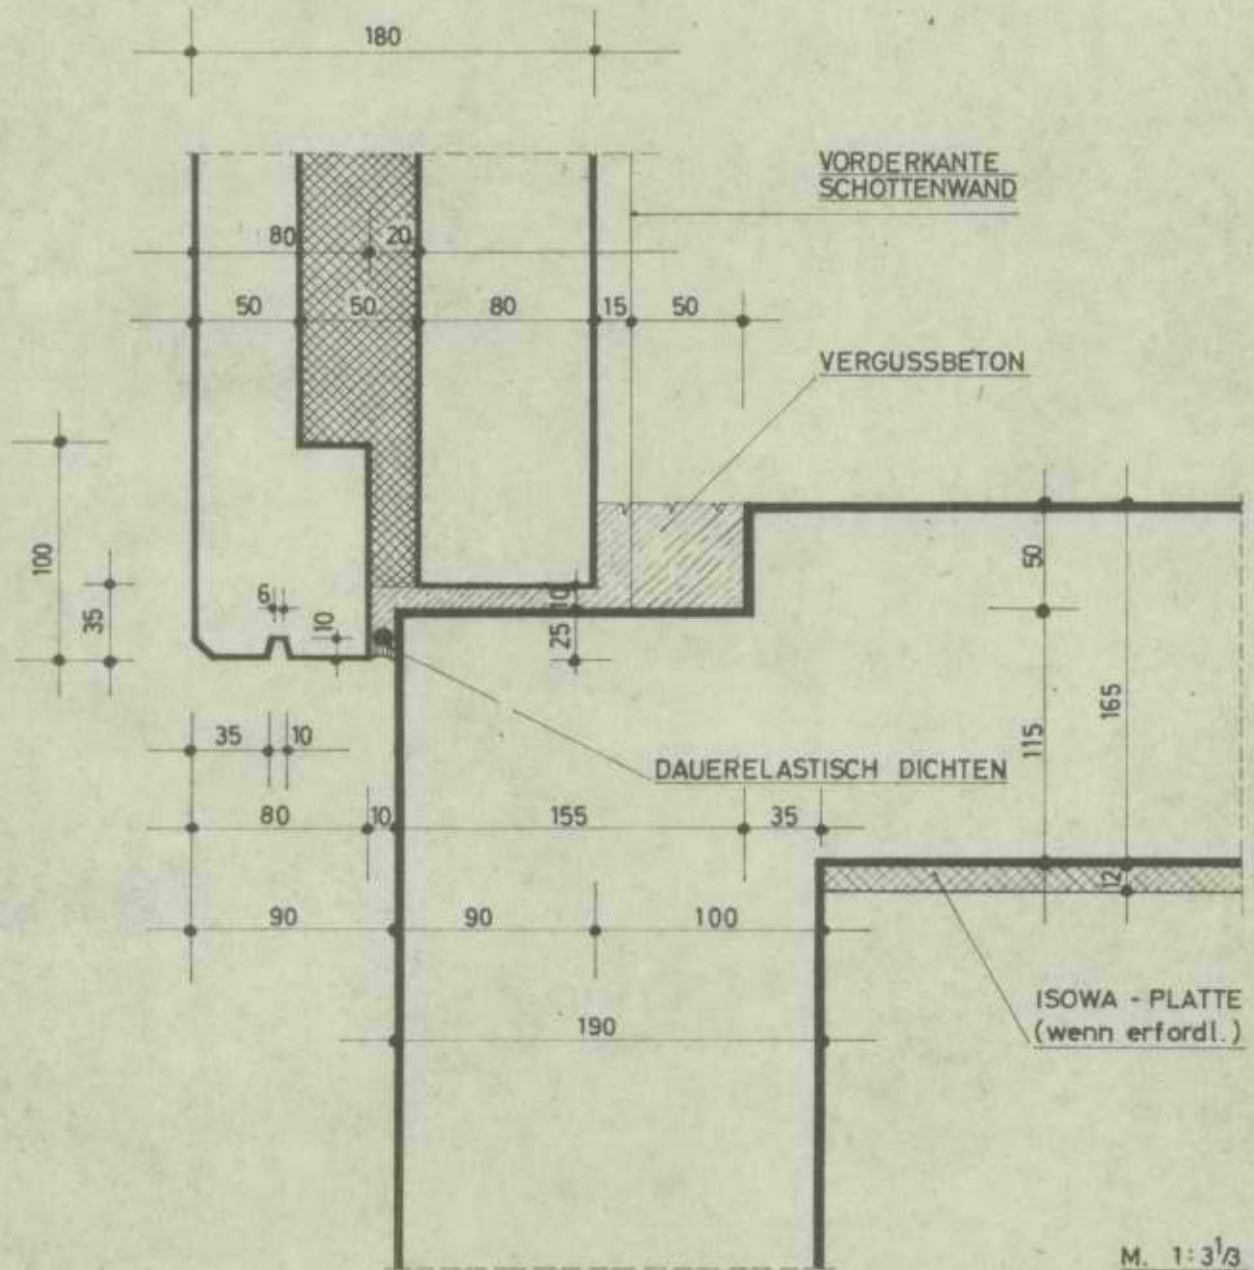 180
VORDERKANTE
SCHOTTENWAND
80 20
50 50 80 15 50
VERGUSSBETON
100
35
6
10
10
25
50
115
165
35 10
DAUERELASTISCH DICHTEN
80 10 155 35
12
90 90 100
ISOWA - PLATTE
(wenn erfordl.)
190
M. 1:3 1/3